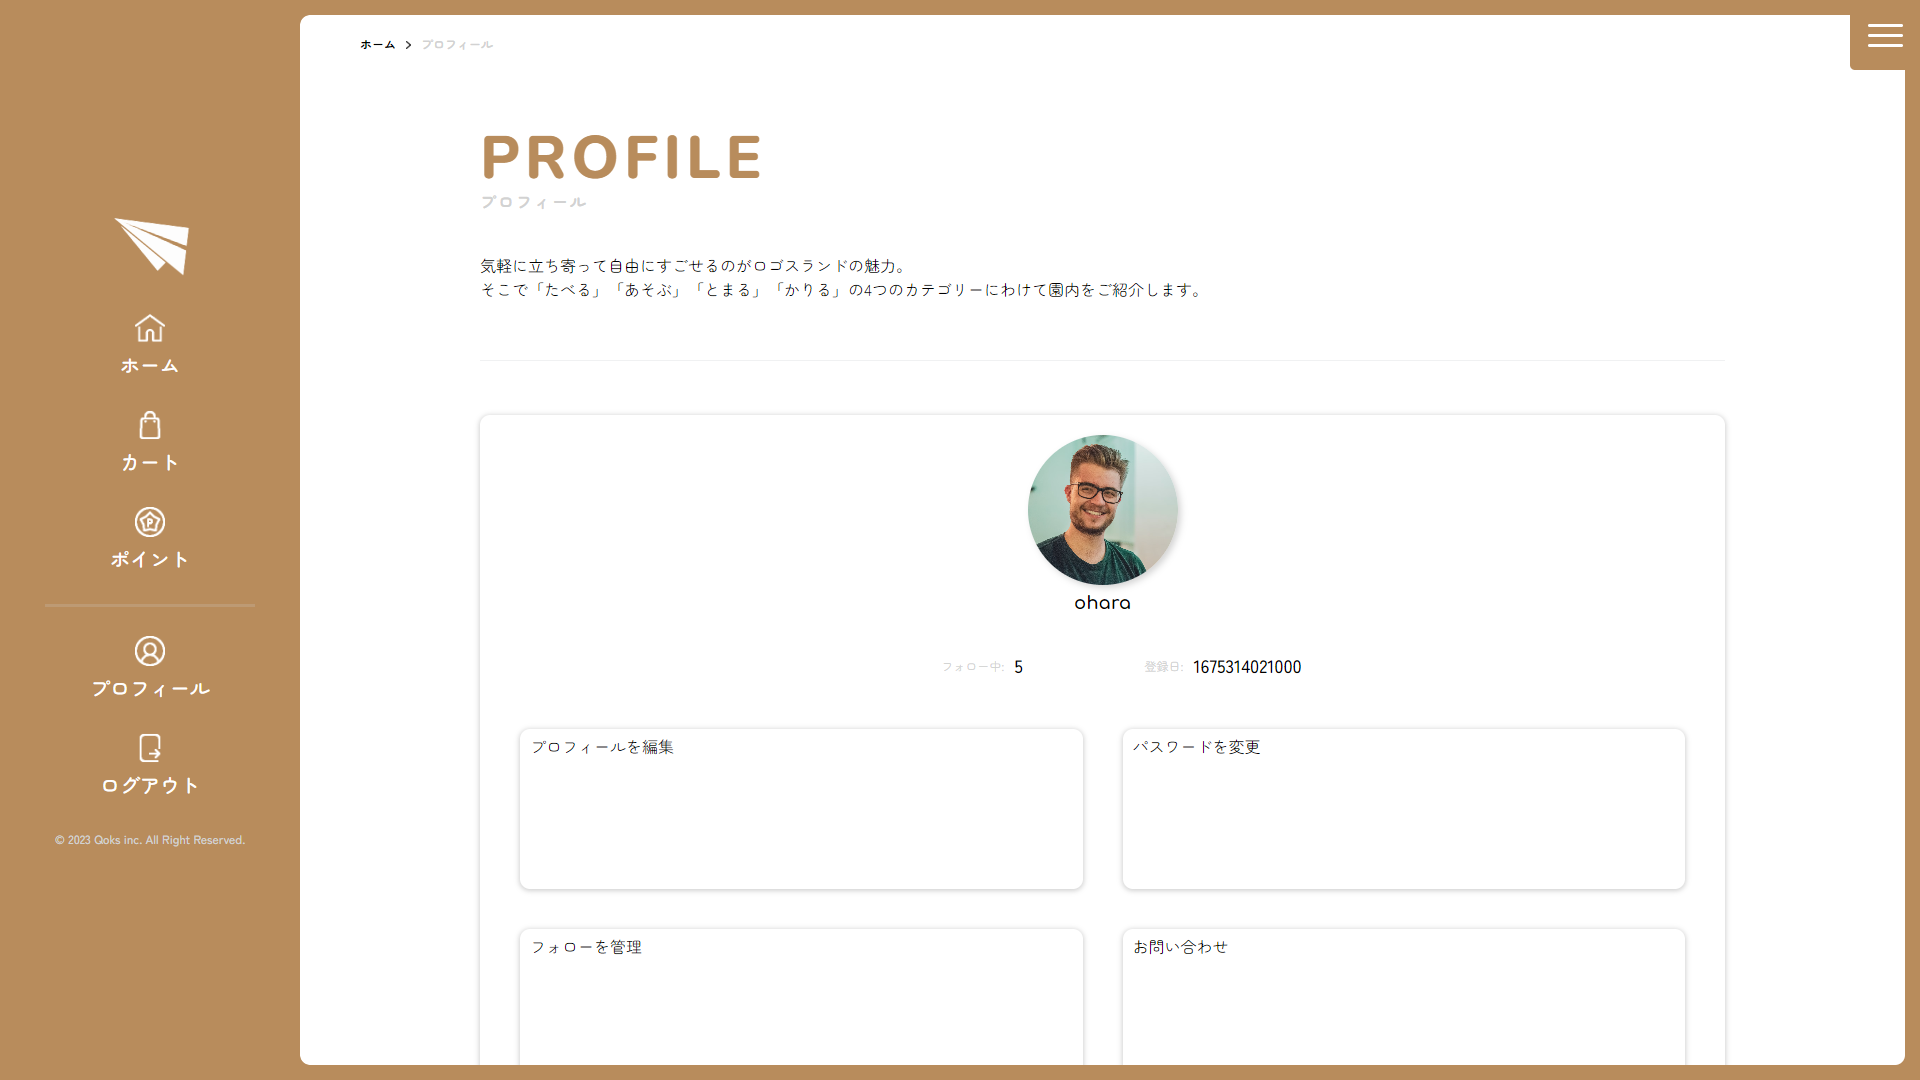 ホーム
カート
ポイント
プロフィール
ログアウト
© 2023 Qoks inc. All Right Reserved.
ホーム > プロフィール
PROFILE
プロフィール
気軽に立ち寄って自由にすごせるのがロゴスランドの魅力。
そこで「たべる」「あそぶ」「とまる」「かりる」の4つのカテゴリーにわけて園内をご紹介します。
ohara
フォロー中: 5
登録日: 1675314021000
プロフィールを編集
パスワードを変更
フォローを管理
お問い合わせ